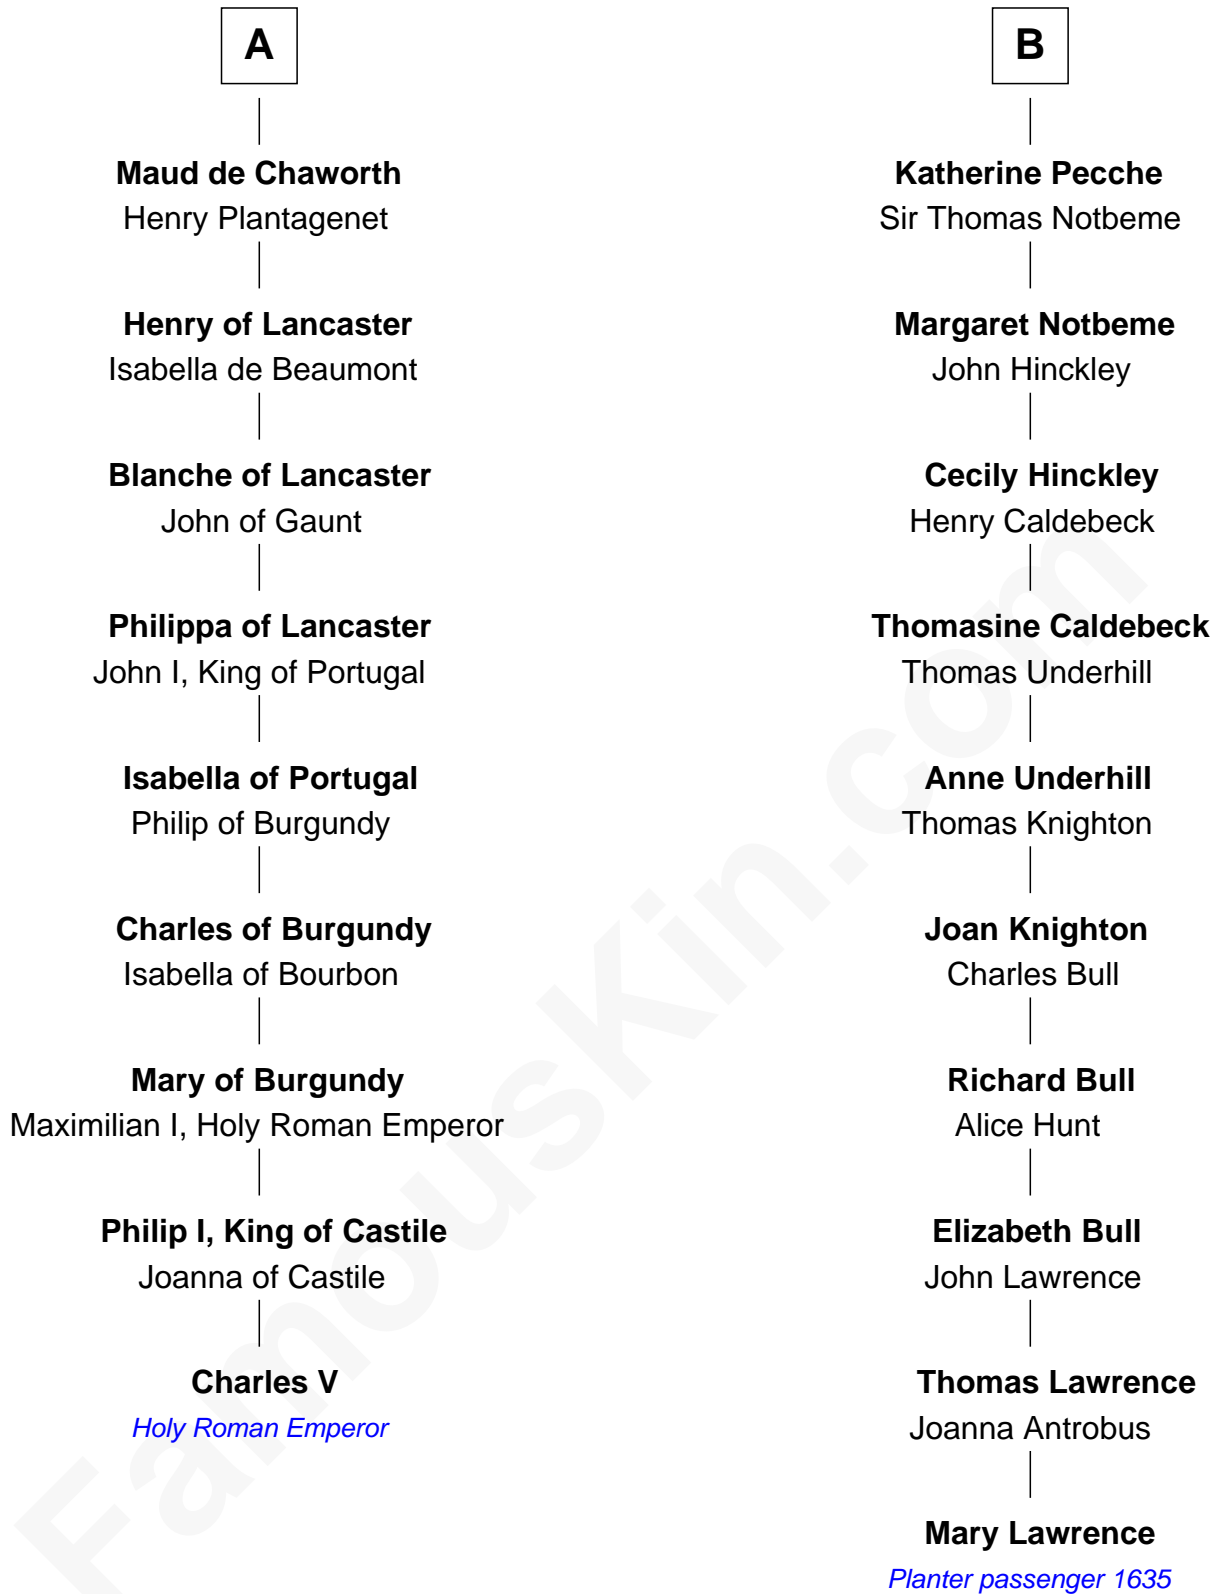 A
Maud de Chaworth
Henry Plantagenet
Henry of Lancaster
Isabella de Beaumont
Blanche of Lancaster
John of Gaunt
Philippa of Lancaster
John I, King of Portugal
Isabella of Portugal
Philip of Burgundy
Charles of Burgundy
Isabella of Bourbon
Mary of Burgundy
Maximilian I, Holy Roman Emperor
Philip I, King of Castile
Joanna of Castile
Charles V
Holy Roman Emperor
B
Katherine Pecche
Sir Thomas Notbeme
Margaret Notbeme
John Hinckley
Cecily Hinckley
Henry Caldebeck
Thomasine Caldebeck
Thomas Underhill
Anne Underhill
Thomas Knighton
Joan Knighton
Charles Bull
Richard Bull
Alice Hunt
Elizabeth Bull
John Lawrence
Thomas Lawrence
Joanna Antrobus
Mary Lawrence
Planter passenger 1635
FamousKin.com